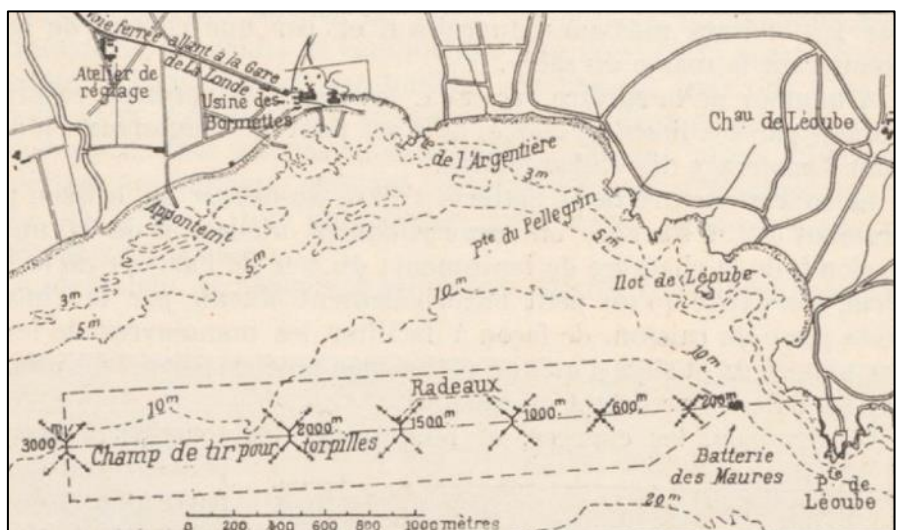 Voie ferrée allant à la Gare
de La Londe
Atelier de
réglage
Usine des
Bormettes
Chau de Léoube
Pte de l'Argentière
3m
Appontement
Pte du Pellegrin
5m
5m
Ilot de Léoube
10m
3m
5m
10m
Radeaux
10m
3000m
2000m
1500m
1000m
600m
200m
Champ de tir pour torpilles
Batterie
des Maures
Pte de
Léoube
20m
0 200 400 600 800 1000 mètres